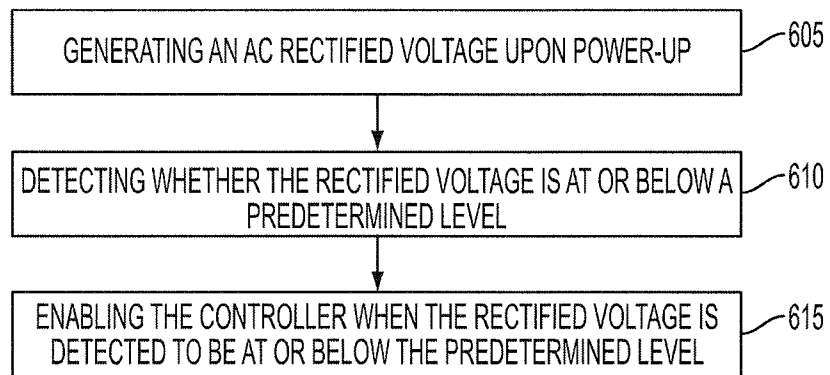 GENERATING AN AC RECTIFIED VOLTAGE UPON POWER-UP
605
DETECTING WHETHER THE RECTIFIED VOLTAGE IS AT OR BELOW A
PREDETERMINED LEVEL
610
ENABLING THE CONTROLLER WHEN THE RECTIFIED VOLTAGE IS
DETECTED TO BE AT OR BELOW THE PREDETERMINED LEVEL
615